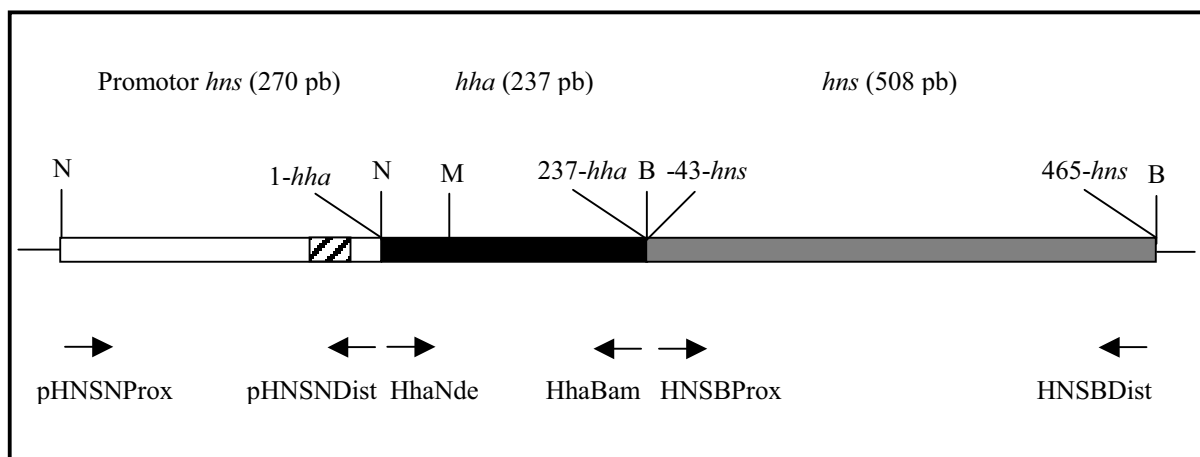 Promotor hns (270 pb) hha (237 pb) hns (508 pb)
N 1-hha N M 237-hha B -43-hns 465-hns B
pHNSNProx pHNSNDist HhaNde HhaBam HNSBProx HNSBDist